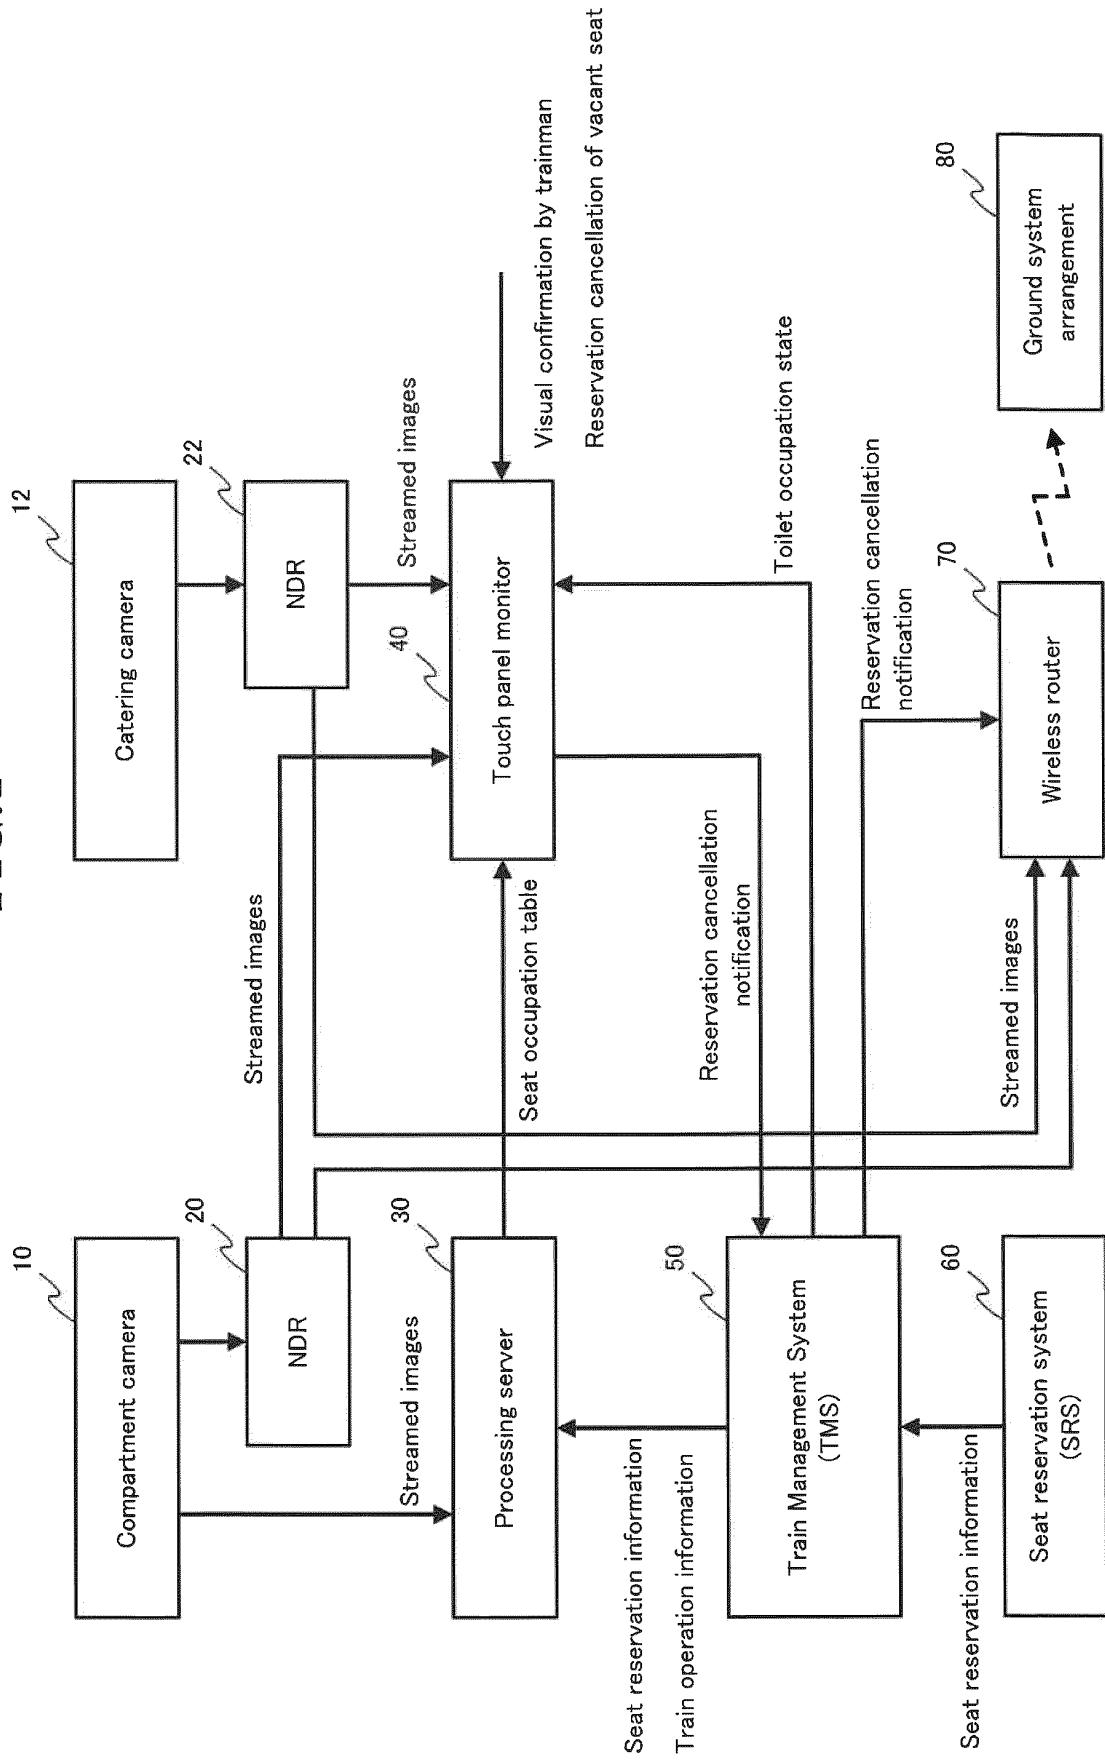 10
Compartment camera
12
Catering camera
20
NDR
22
NDR
Streamed images
Streamed images
Streamed images
30
Processing server
Seat occupation table
40
Touch panel monitor
Visual confirmation by trainman
Reservation cancellation of vacant seat
Seat reservation information
Train operation information
Reservation cancellation
notification
Toilet occupation state
50
Train Management System
(TMS)
Reservation cancellation
notification
Seat reservation information
60
Seat reservation system
(SRS)
Streamed images
70
Wireless router
80
Ground system
arrangement